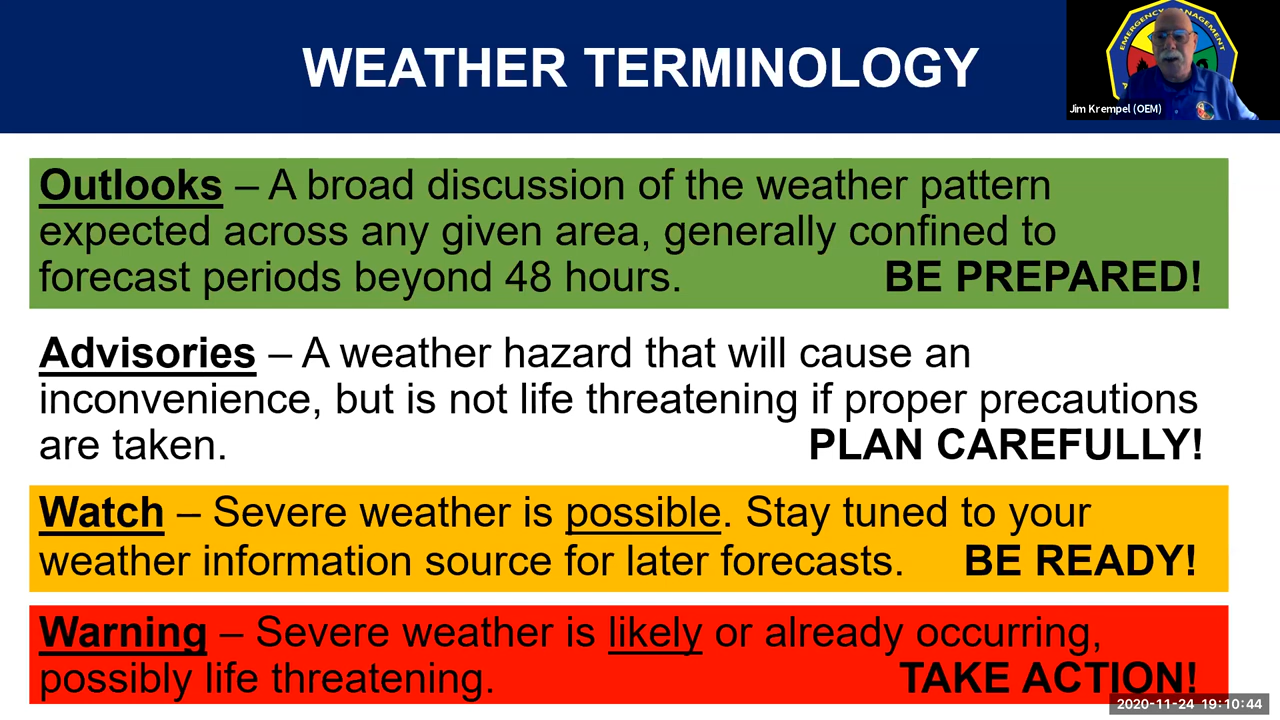 WEATHER TERMINOLOGY
EMERGENCY MANAGEMENT
Jim Krempel (OEM)
Outlooks – A broad discussion of the weather pattern
expected across any given area, generally confined to
forecast periods beyond 48 hours. BE PREPARED!
Advisories – A weather hazard that will cause an
inconvenience, but is not life threatening if proper precautions
are taken. PLAN CAREFULLY!
Watch – Severe weather is possible. Stay tuned to your
weather information source for later forecasts. BE READY!
Warning – Severe weather is likely or already occurring,
possibly life threatening. TAKE ACTION!
2020-11-24 19:10:44